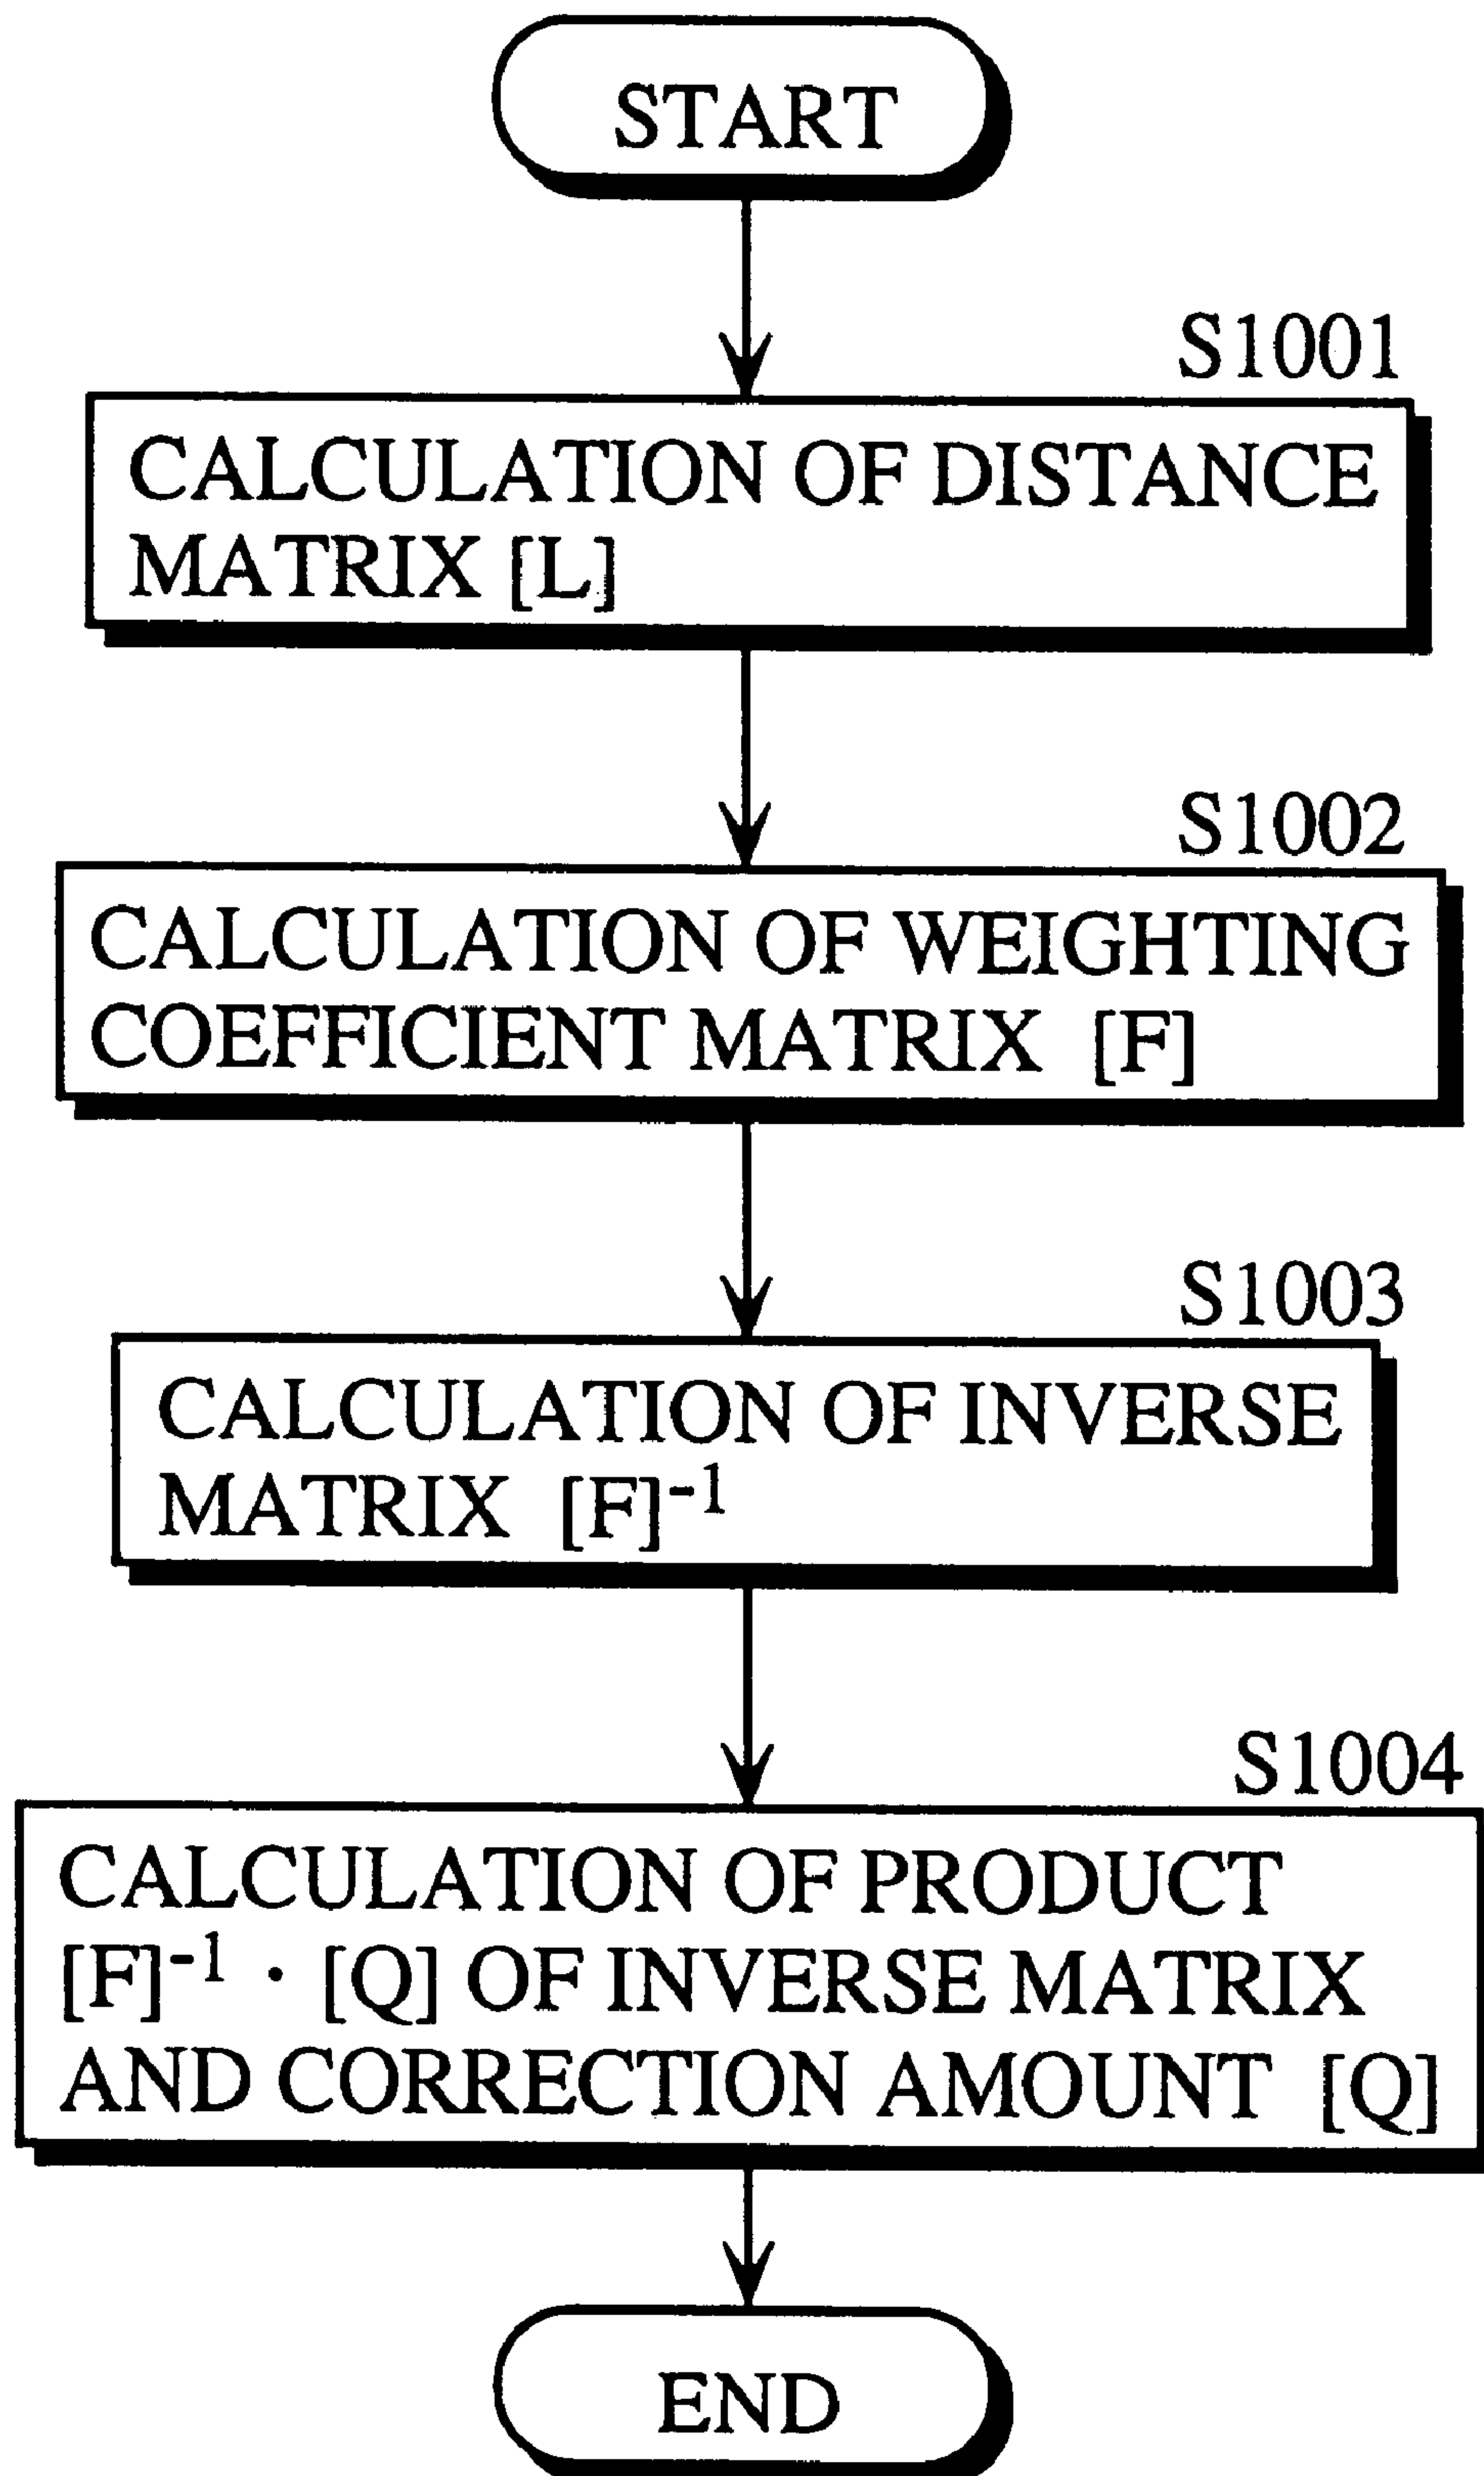 START
S1001
CALCULATION OF DISTANCE
MATRIX [L]
S1002
CALCULATION OF WEIGHTING
COEFFICIENT MATRIX [F]
S1003
CALCULATION OF INVERSE
MATRIX [F]⁻¹
S1004
CALCULATION OF PRODUCT
[F]⁻¹ · [Q] OF INVERSE MATRIX
AND CORRECTION AMOUNT [Q]
END